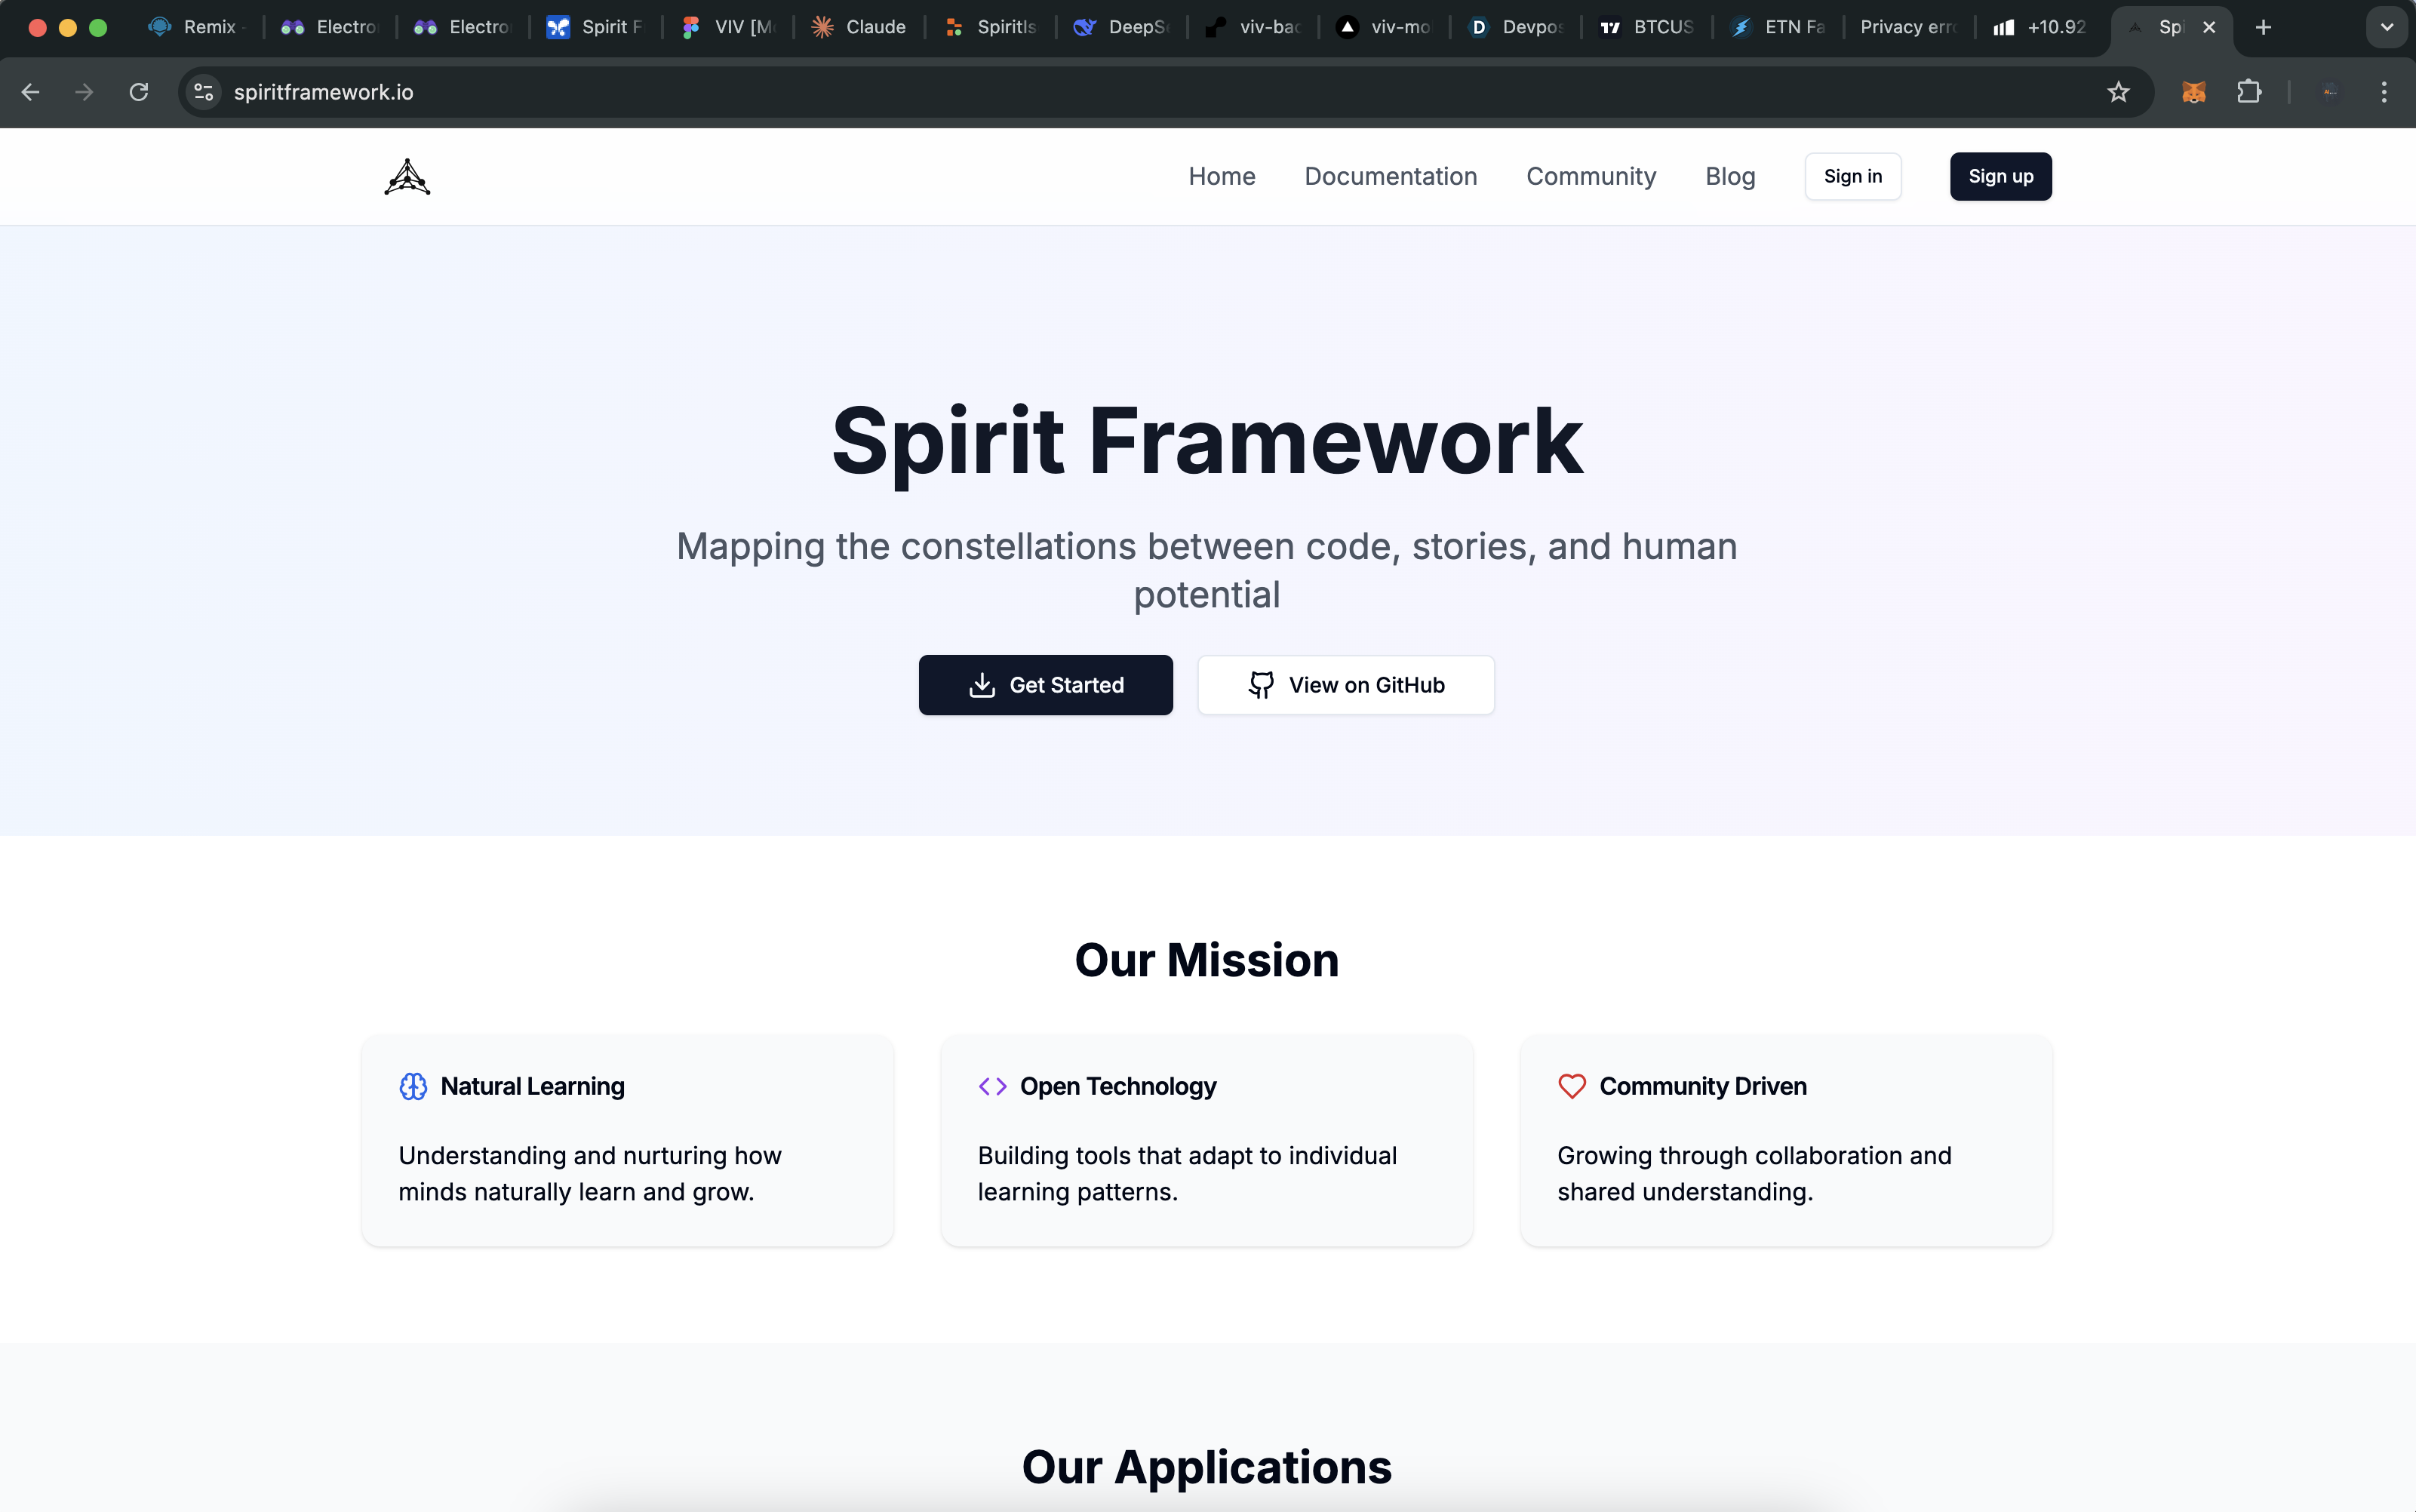 Remix
Electro
Electro
Spirit F
VIV [M
Claude
SpiritIs
DeepSe
viv-bac
viv-mo
Devpos
BTCUS
ETN Fa
Privacy erro
+10.92
Spi
spiritframework.io
Home
Documentation
Community
Blog
Sign in
Sign up
Spirit Framework
Mapping the constellations between code, stories, and human
potential
Get Started
View on GitHub
Our Mission
Natural Learning
Understanding and nurturing how
minds naturally learn and grow.
Open Technology
Building tools that adapt to individual
learning patterns.
Community Driven
Growing through collaboration and
shared understanding.
Our Applications